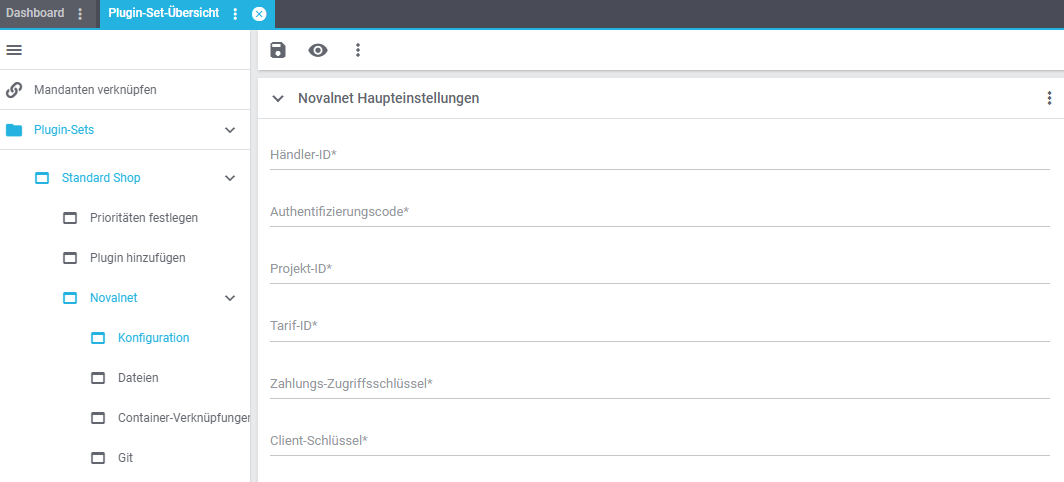 Dashboard
Plugin-Set-Übersicht
Mandanten verknüpfen
Plugin-Sets
Standard Shop
Prioritäten festlegen
Plugin hinzufügen
Novalnet
Konfiguration
Dateien
Container-Verknüpfungen
Git
Novalnet Haupteinstellungen
Händler-ID*
Authentifizierungscode*
Projekt-ID*
Tarif-ID*
Zahlungs-Zugriffsschlüssel*
Client-Schlüssel*